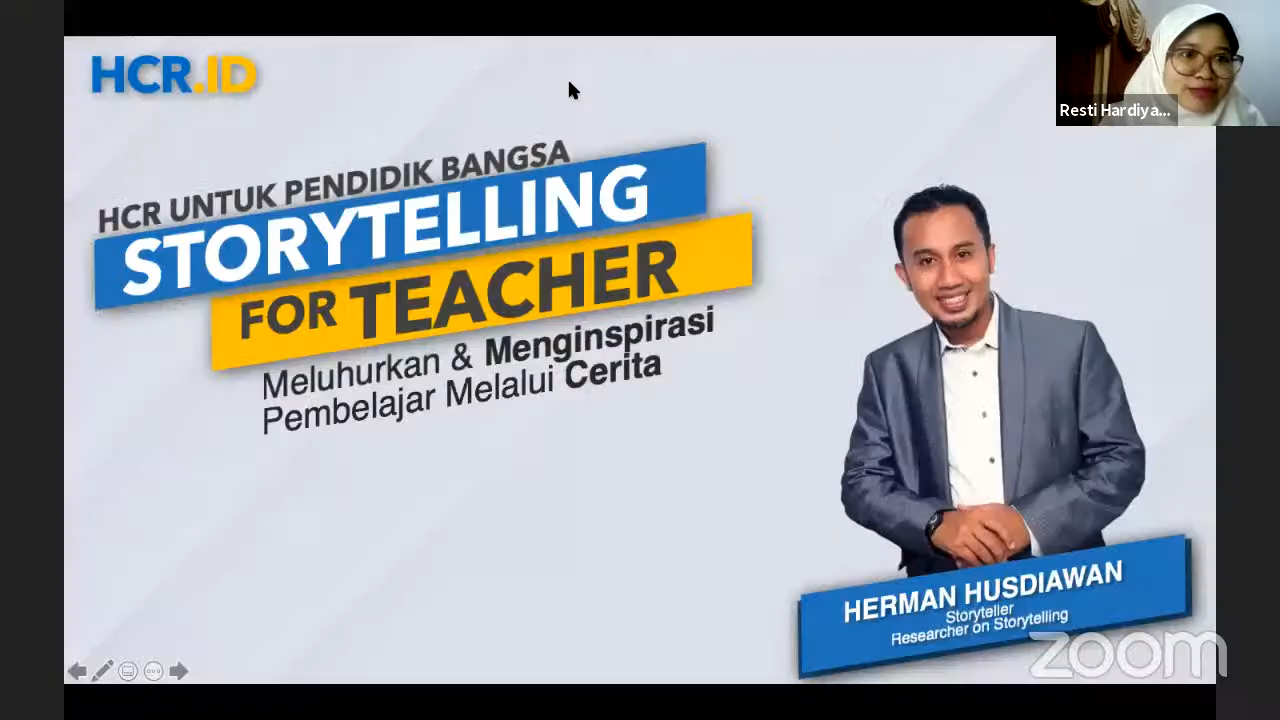 HCR.ID
Resti Hardiya...
HCR UNTUK PENDIDIK BANGSA
STORYTELLING
FOR TEACHER
Meluhurkan & Menginspirasi
Pembelajar Melalui Cerita
HERMAN HUSDIAWAN
Storyteller
Researcher on Storytelling
zoom